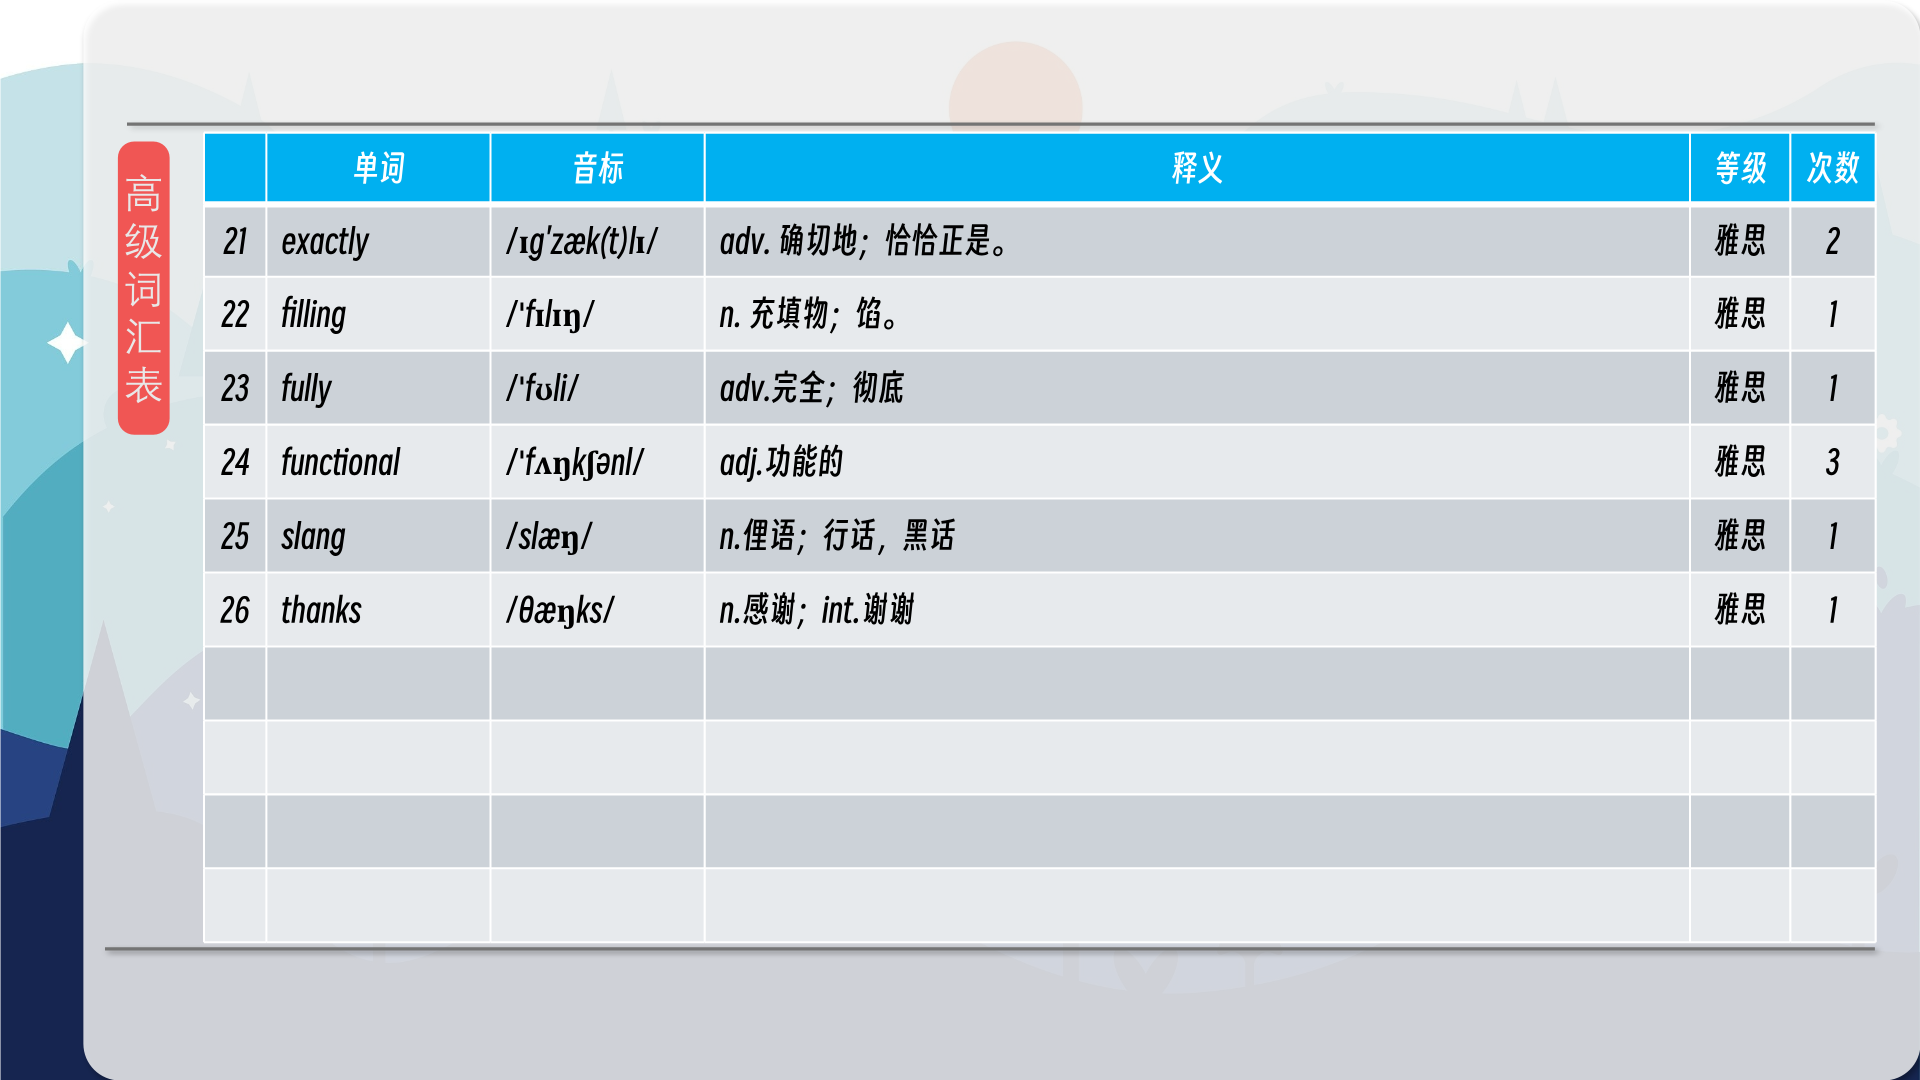 高级词汇表
单词 音标 释义 等级 次数
21 exactly /ɪɡ'zæk(t)lɪ/ adv. 确切地；恰恰正是。 雅思 2
22 filling /'fɪlɪŋ/ n. 充填物；馅。 雅思 1
23 fully /'fʊli/ adv.完全；彻底 雅思 1
24 functional /'fʌŋkʃənl/ adj.功能的 雅思 3
25 slang /slæŋ/ n.俚语；行话，黑话 雅思 1
26 thanks /θæŋks/ n.感谢；int.谢谢 雅思 1